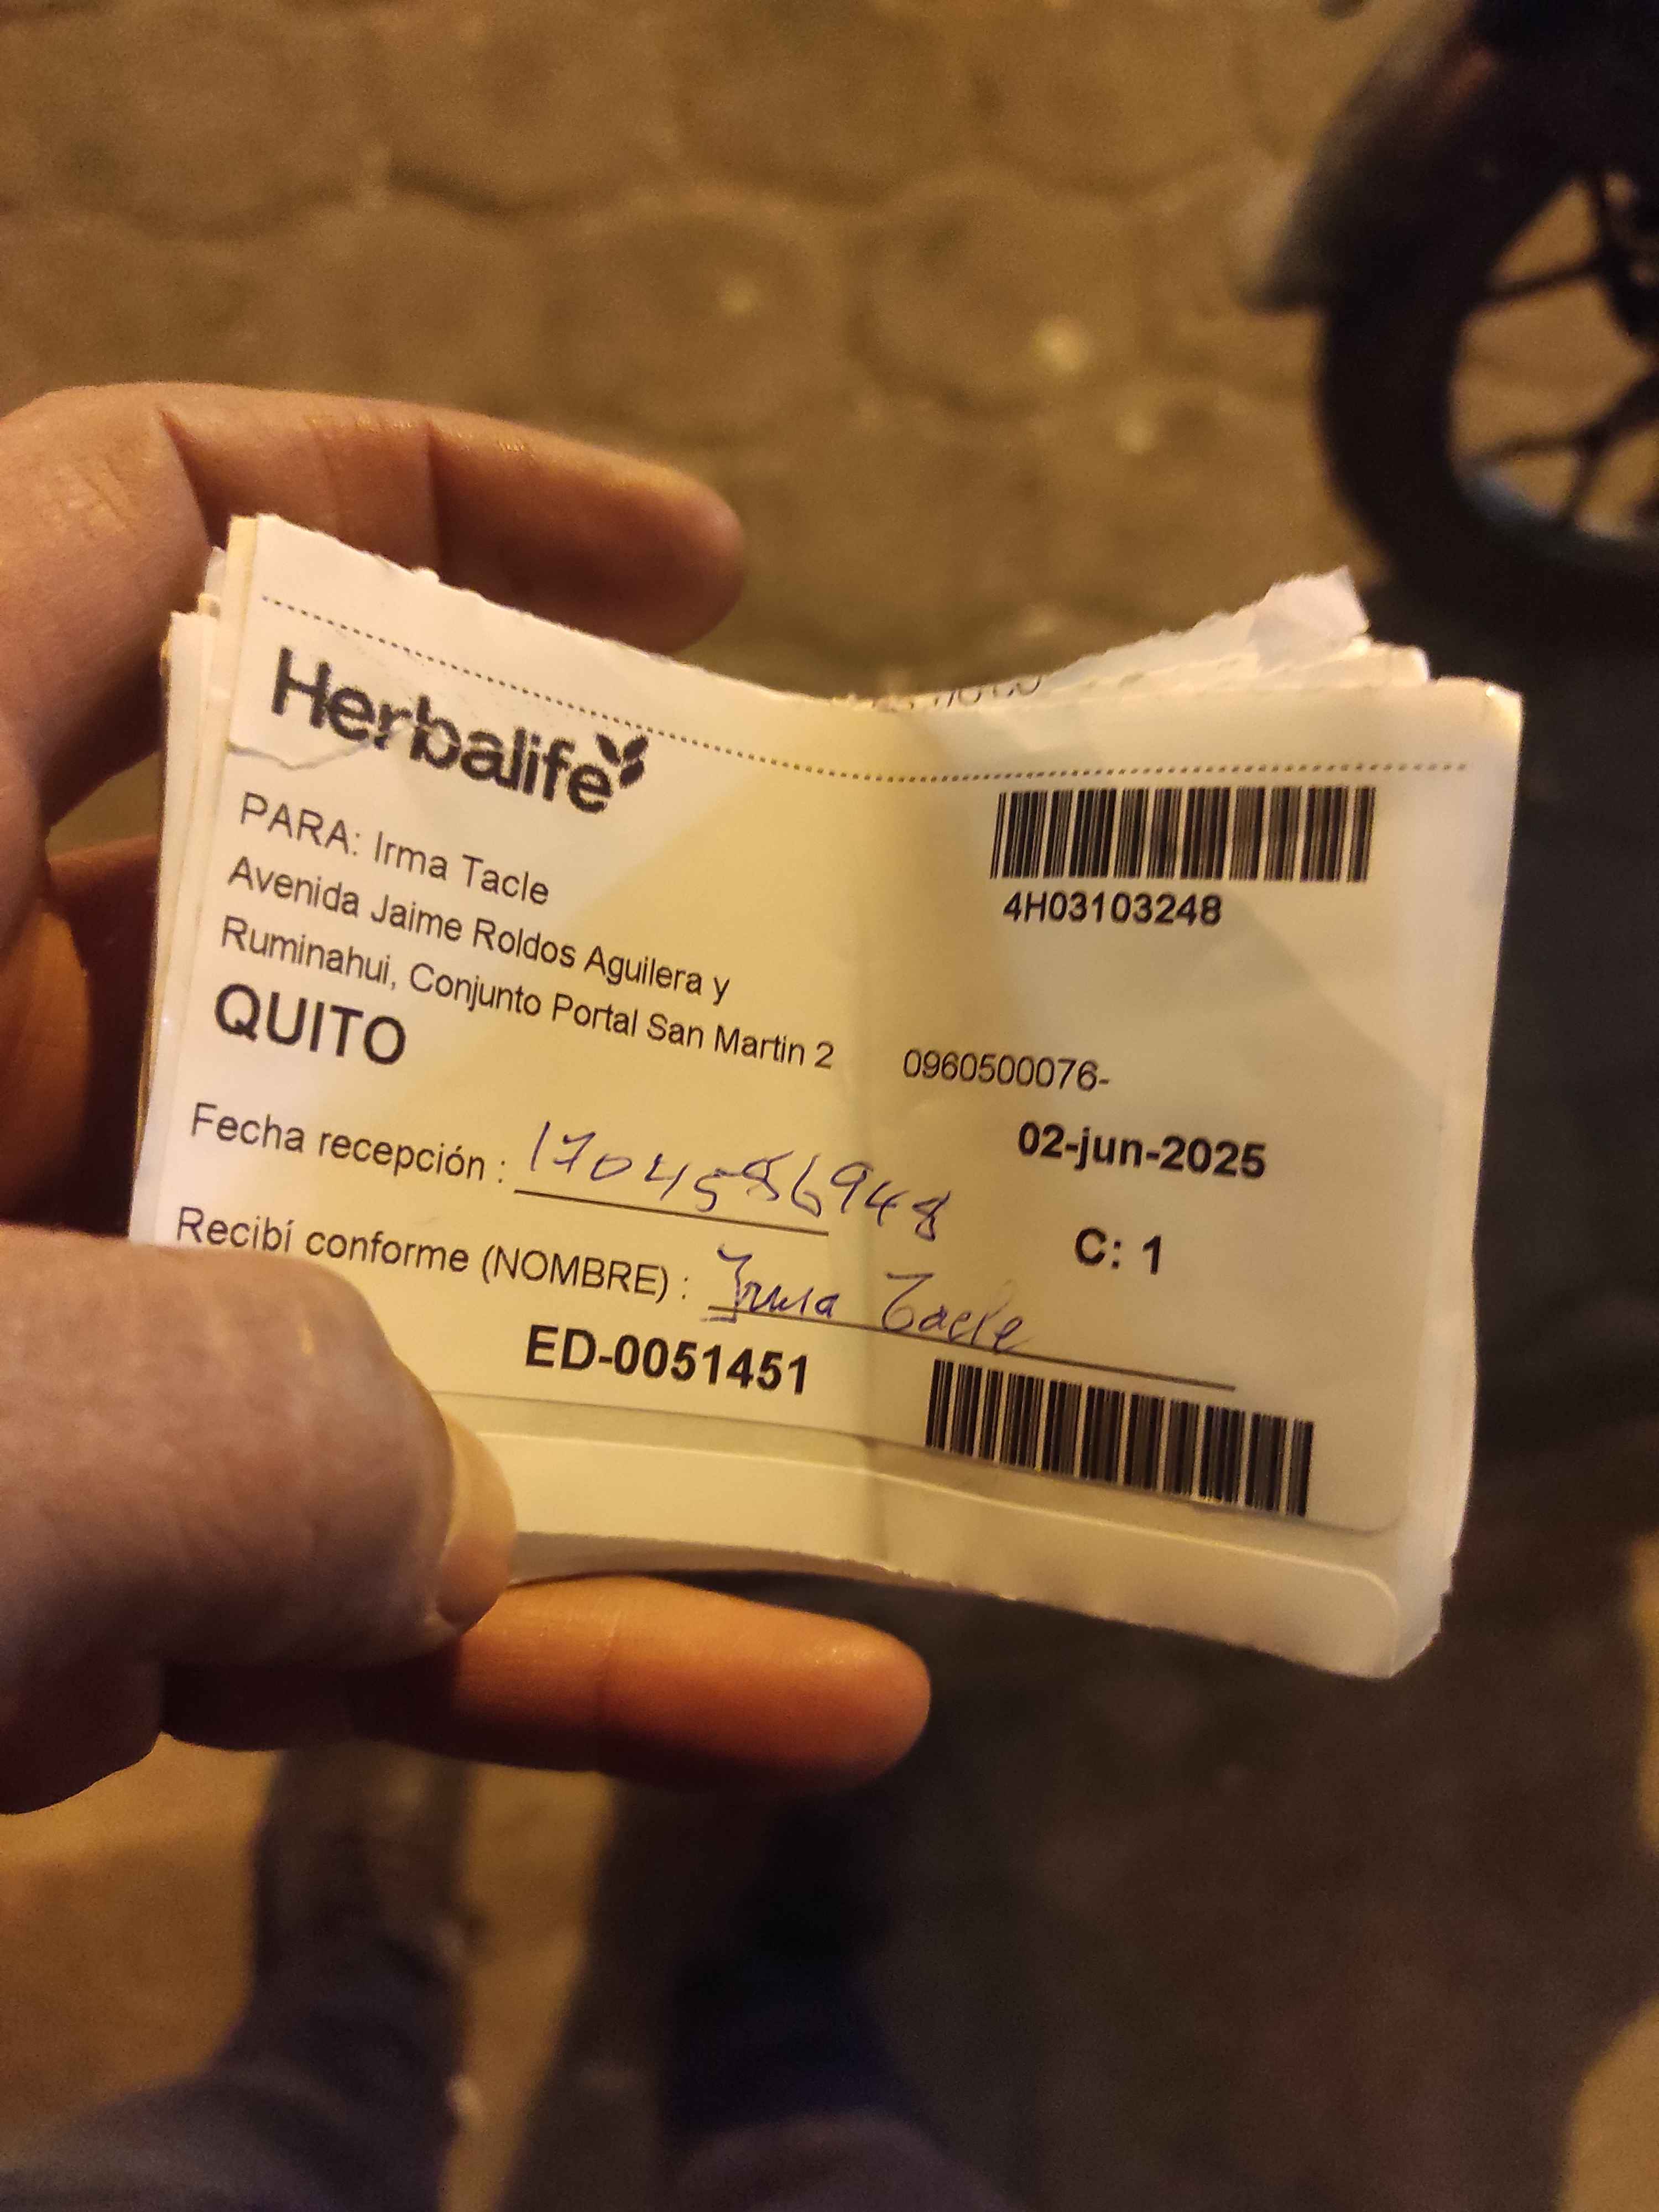 Herbalife
PARA: Irma Tacle
Avenida Jaime Roldos Aguilera y
Ruminahui, Conjunto Portal San Martin 2
QUITO
4H03103248
0960500076-
02-jun-2025
Fecha recepción : 1704586948
C: 1
Recibí conforme (NOMBRE) : Irma Tacle
ED-0051451